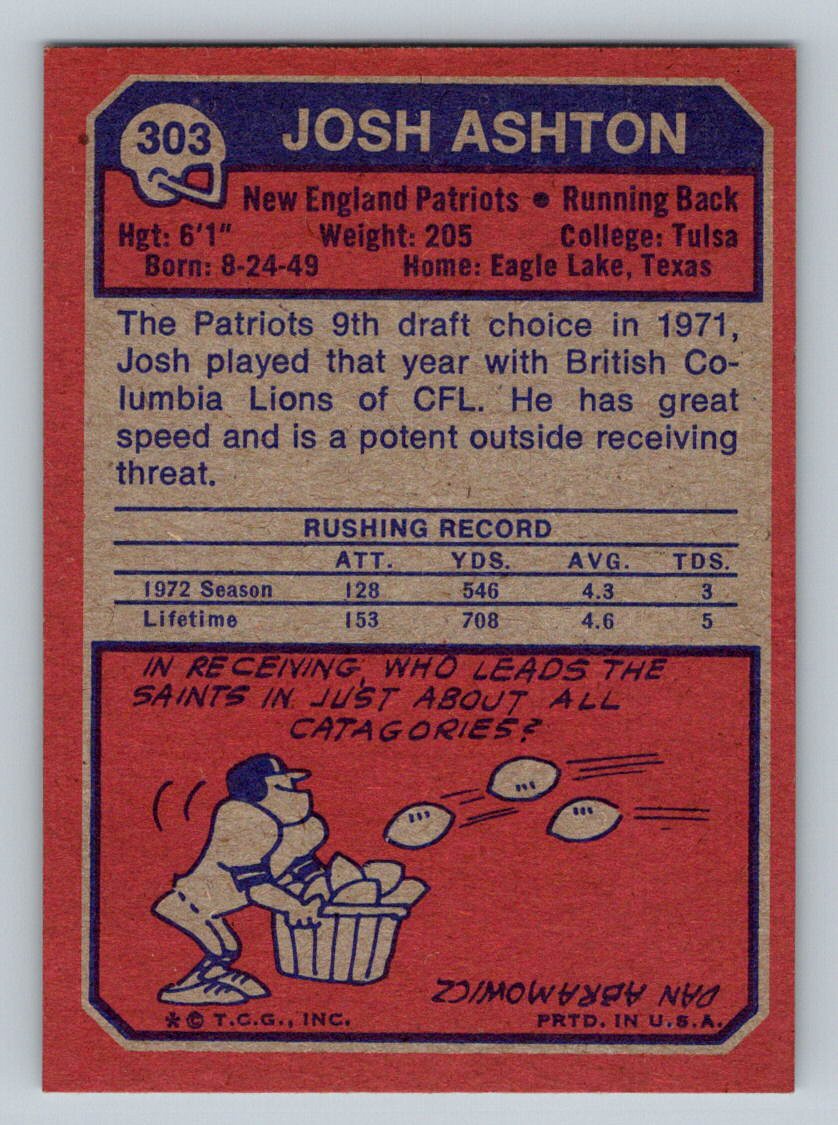 303
JOSH ASHTON
New England Patriots • Running Back
Hgt: 6'1" Weight: 205 College: Tulsa
Born: 8-24-49 Home: Eagle Lake, Texas
The Patriots 9th draft choice in 1971,
Josh played that year with British Co-
lumbia Lions of CFL. He has great
speed and is a potent outside receiving
threat.
RUSHING RECORD
ATT. YDS. AVG. TDS.
1972 Season 128 546 4.3 3
Lifetime 153 708 4.6 5
IN RECEIVING, WHO LEADS THE
SAINTS IN JUST ABOUT ALL
CATAGORIES?
DAN ABRAMOWICZ
* © T.C.G., INC. PRTD. IN U.S.A.